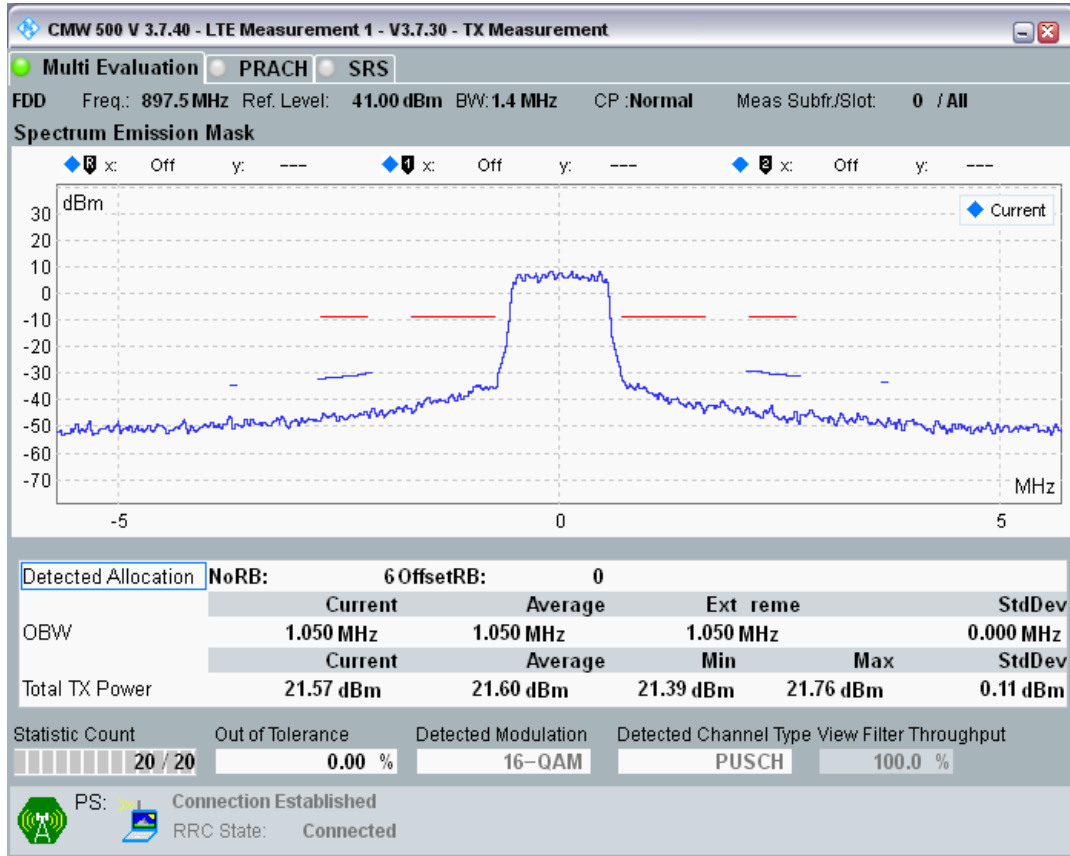 CMW 500 V 3.7.40 - LTE Measurement 1 - V3.7.30 - TX Measurement
Multi Evaluation PRACH SRS
FDD Freq.: 897.5 MHz Ref. Level: 41.00 dBm BW: 1.4 MHz CP :Normal Meas Subfr./Slot: 0 / All
Spectrum Emission Mask
R x: Off y: --- 1 x: Off y: --- 2 x: Off y: ---
dBm
Current
30
20
10
0
-10
-20
-30
-40
-50
-60
-70
MHz
-5 0 5
Detected Allocation NoRB: 6 OffsetRB: 0
Current Average Ext reme StdDev
OBW 1.050 MHz 1.050 MHz 1.050 MHz 0.000 MHz
Current Average Min Max StdDev
Total TX Power 21.57 dBm 21.60 dBm 21.39 dBm 21.76 dBm 0.11 dBm
Statistic Count Out of Tolerance Detected Modulation Detected Channel Type View Filter Throughput
20 / 20 0.00 % 16-QAM PUSCH 100.0 %
PS: Connection Established
RRC State: Connected